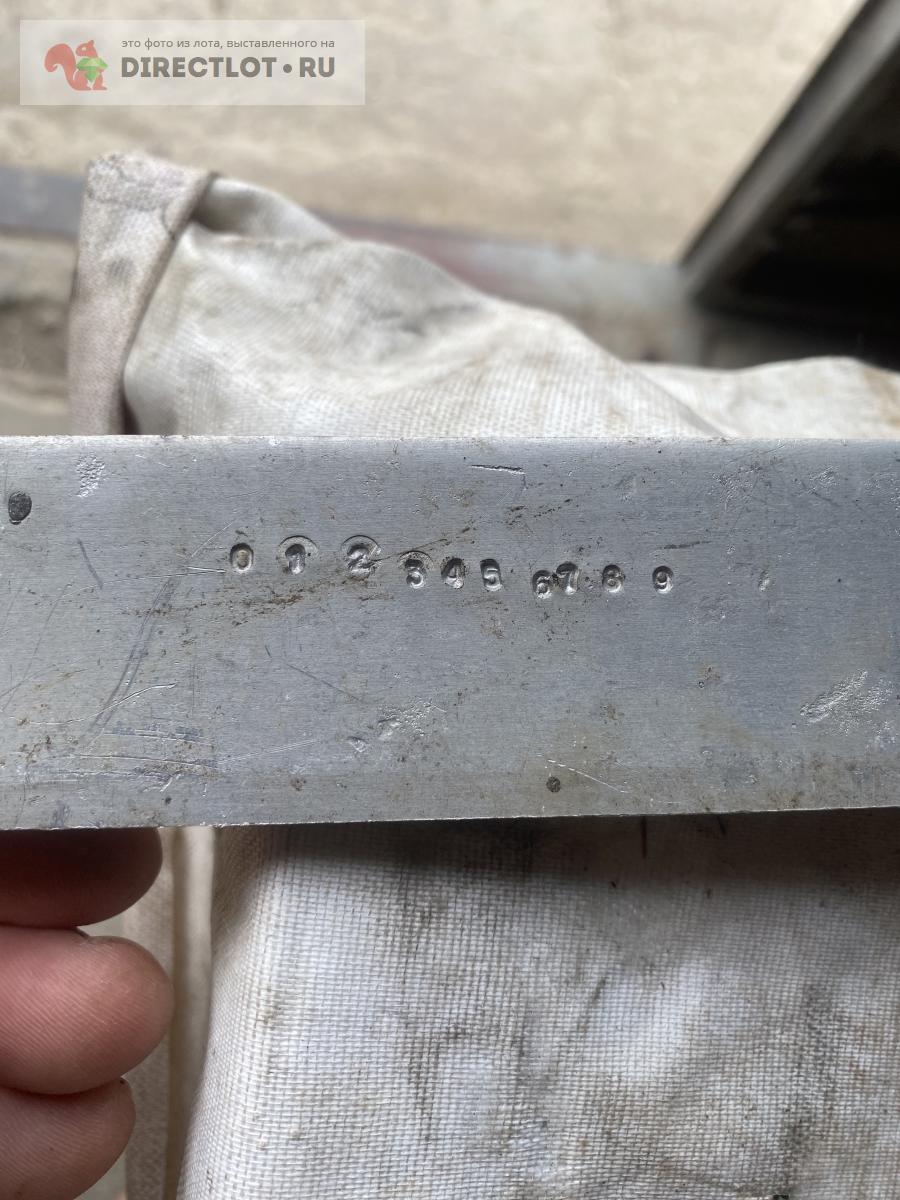 это фото из лота, выставленного на
DIRECTLOT•RU
0 1 2 3 4 5 6 7 8 9